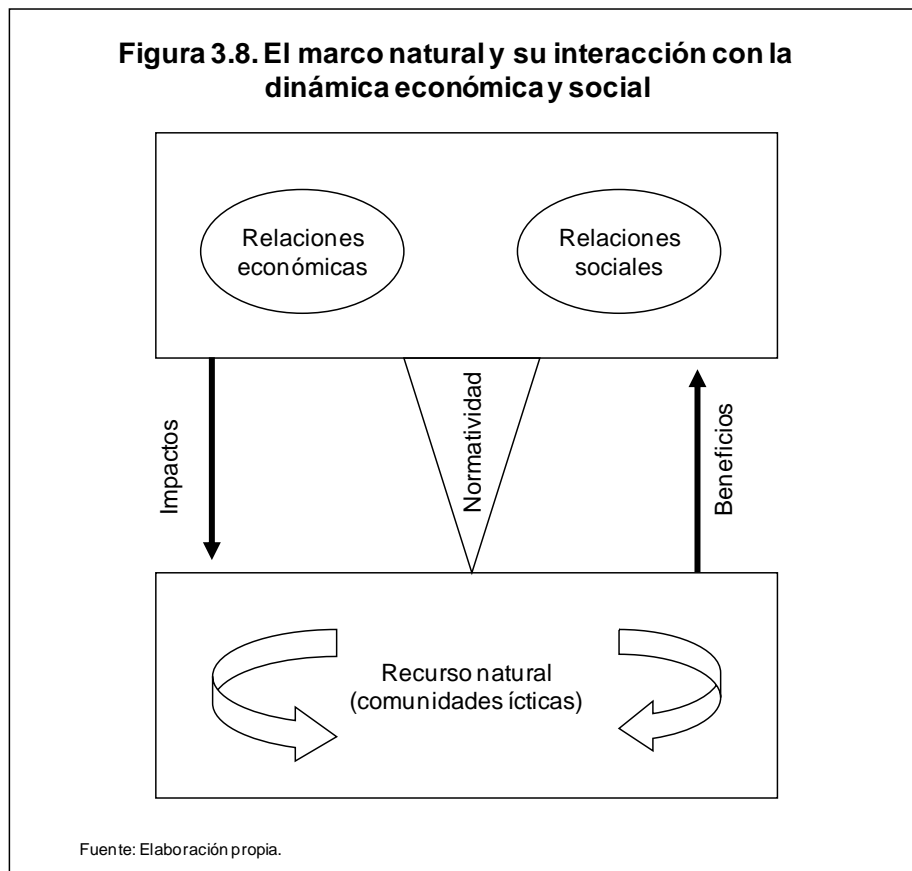 Figura 3.8. El marco natural y su interacción con la
dinámica económica y social
Relaciones
económicas
Relaciones
sociales
Impactos
Normatividad
Beneficios
Recurso natural
(comunidades ícticas)
Fuente: Elaboración propia.